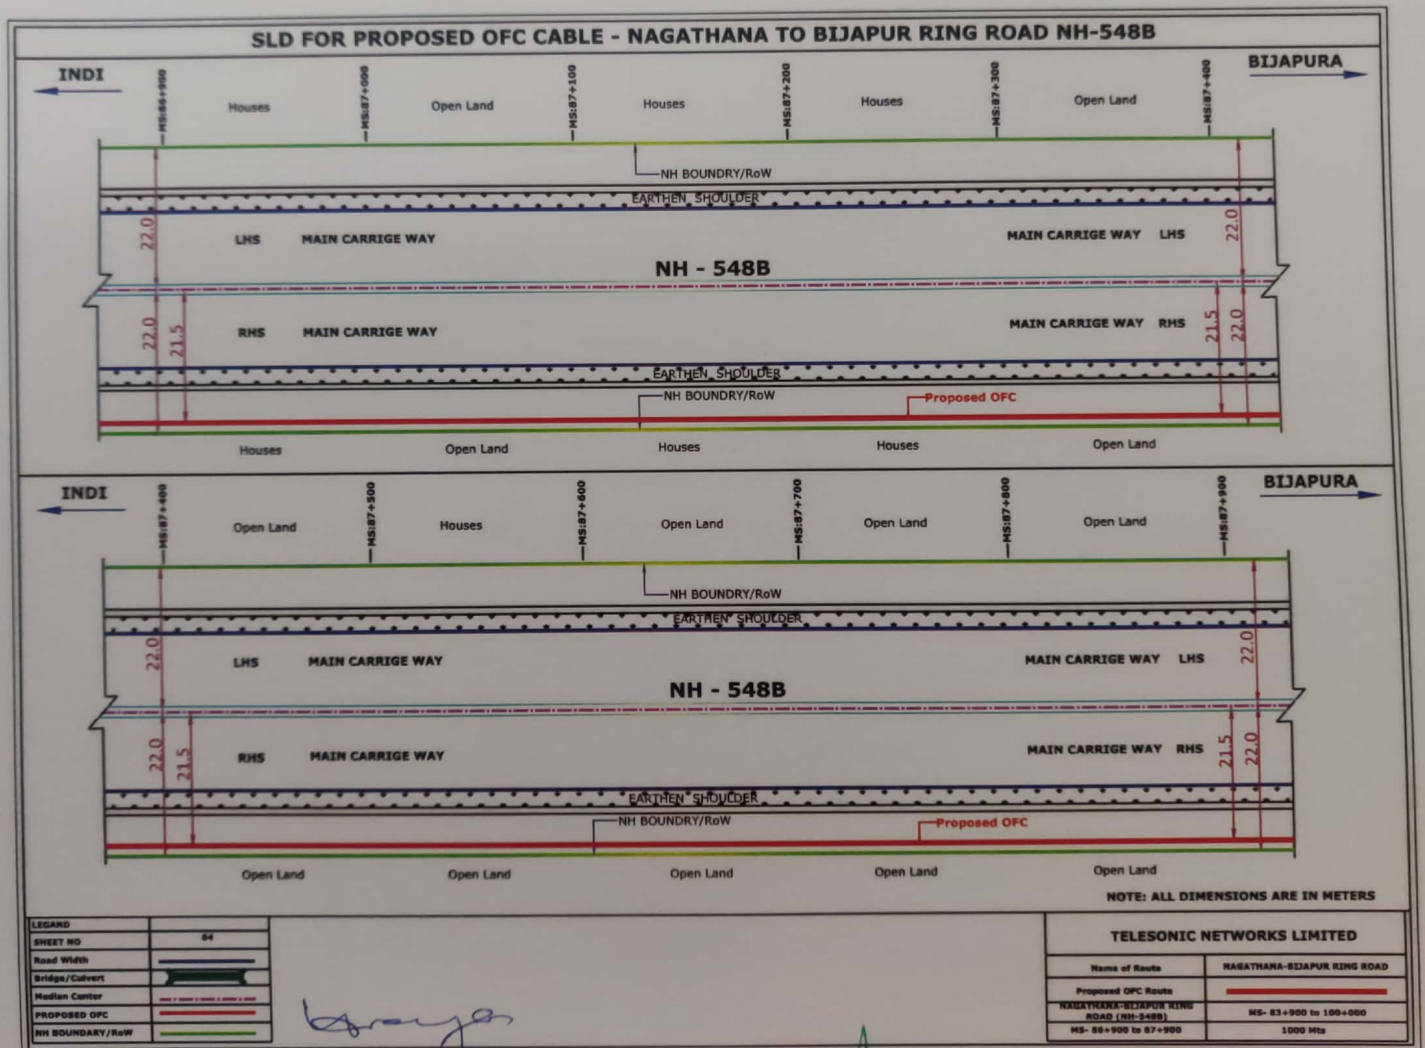 SLD FOR PROPOSED OFC CABLE - NAGATHANA TO BIJAPUR RING ROAD NH-548B
INDI
BIJAPURA
MS:86+900
MS:87+000
MS:87+100
MS:87+200
MS:87+300
MS:87+400
Houses
Open Land
Houses
Houses
Open Land
NH BOUNDRY/RoW
EARTHEN SHOULDER
22.0
22.0
LHS MAIN CARRIGE WAY
MAIN CARRIGE WAY LHS
NH - 548B
22.0
21.5
RHS MAIN CARRIGE WAY
MAIN CARRIGE WAY RHS
21.5
22.0
EARTHEN SHOULDER
NH BOUNDRY/RoW
Proposed OFC
Houses
Open Land
Houses
Houses
Open Land
INDI
BIJAPURA
MS:87+400
MS:87+500
MS:87+600
MS:87+700
MS:87+800
MS:87+900
Open Land
Houses
Open Land
Open Land
Open Land
NH BOUNDRY/RoW
EARTHEN SHOULDER
22.0
22.0
LHS MAIN CARRIGE WAY
MAIN CARRIGE WAY LHS
NH - 548B
22.0
21.5
RHS MAIN CARRIGE WAY
MAIN CARRIGE WAY RHS
21.5
22.0
EARTHEN SHOULDER
NH BOUNDRY/RoW
Proposed OFC
Open Land
Open Land
Open Land
Open Land
Open Land
NOTE: ALL DIMENSIONS ARE IN METERS
LEGAND
SHEET NO 04
Road Width
Bridge/Culvert
Median Center
PROPOSED OFC
NH BOUNDARY/RoW
TELESONIC NETWORKS LIMITED
Name of Route NAGATHANA-BIJAPUR RING ROAD
Proposed OFC Route
NAGATHANA-BIJAPUR RING
ROAD (NH-548B)
MS- 83+900 to 100+000
MS- 86+900 to 87+900 1000 Mts